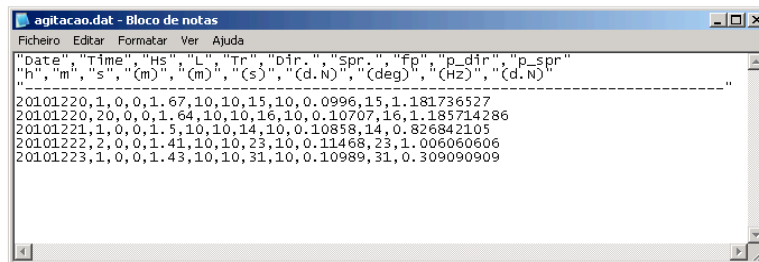 agitacao.dat - Bloco de notas
Ficheiro Editar Formatar Ver Ajuda
"Date","Time","Hs","L","Tr","Dir.","Spr.","fp","p_dir","p_spr"
"h","m","s","(m)","(m)","(s)","(d.N)","(deg)","(Hz)","(d.N)"
"----------------------------------------------------------------------------------------"
20101220,1,0,0,1.67,10,10,15,10,0.0996,15,1.181736527
20101220,20,0,0,1.64,10,10,16,10,0.10707,16,1.185714286
20101221,1,0,0,1.5,10,10,14,10,0.10858,14,0.826842105
20101222,2,0,0,1.41,10,10,23,10,0.11468,23,1.006060606
20101223,1,0,0,1.43,10,10,31,10,0.10989,31,0.309090909